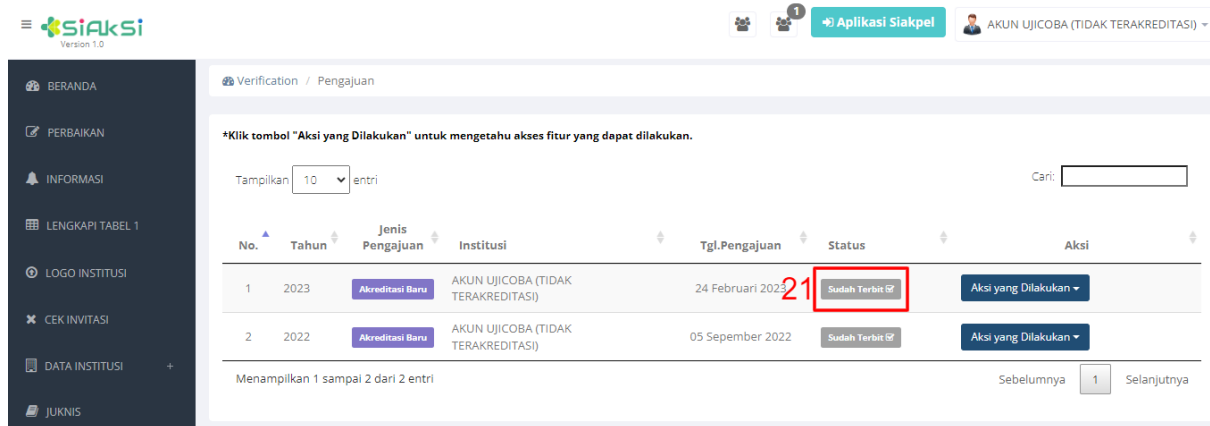 SiAkSi
Version 1.0
1
Aplikasi Siakpel
AKUN UJICOBA (TIDAK TERAKREDITASI)
BERANDA
PERBAIKAN
INFORMASI
LENGKAPI TABEL 1
LOGO INSTITUSI
CEK INVITASI
DATA INSTITUSI +
JUKNIS
Verification / Pengajuan
*Klik tombol "Aksi yang Dilakukan" untuk mengetahu akses fitur yang dapat dilakukan.
Tampilkan 10 entri
Cari:
No. Tahun Jenis Pengajuan Institusi Tgl.Pengajuan Status Aksi
1 2023 Akreditasi Baru AKUN UJICOBA (TIDAK TERAKREDITASI) 24 Februari 2023 21 Sudah Terbit Aksi yang Dilakukan
2 2022 Akreditasi Baru AKUN UJICOBA (TIDAK TERAKREDITASI) 05 Sepember 2022 Sudah Terbit Aksi yang Dilakukan
Menampilkan 1 sampai 2 dari 2 entri
Sebelumnya 1 Selanjutnya